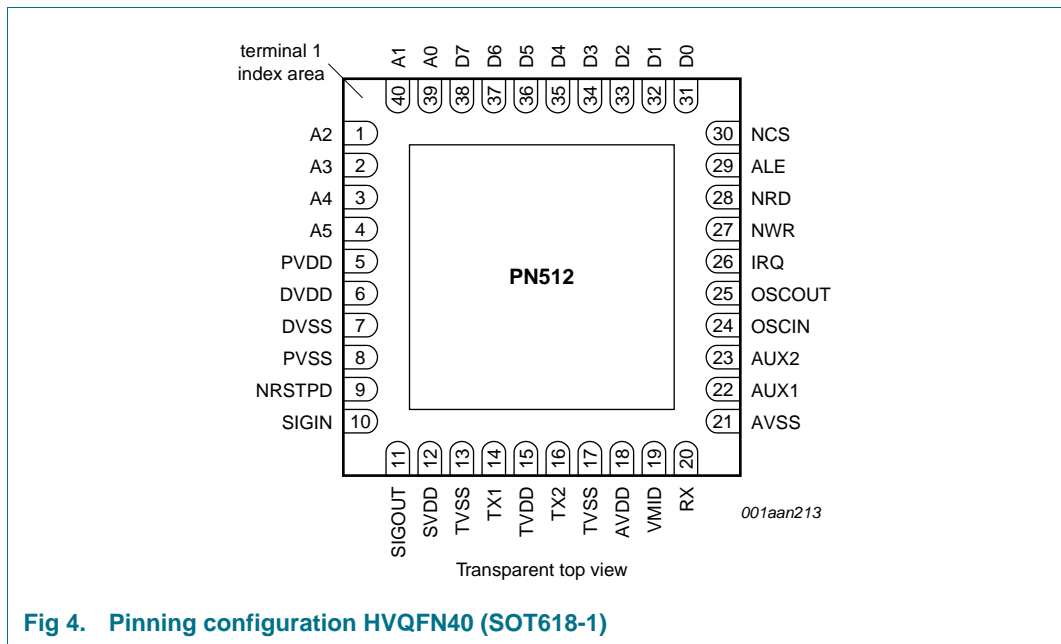 terminal 1
index area
A1
A0
D7
D6
D5
D4
D3
D2
D1
D0
40
39
38
37
36
35
34
33
32
31
A2 1
A3 2
A4 3
A5 4
PVDD 5
DVDD 6
DVSS 7
PVSS 8
NRSTPD 9
SIGIN 10
PN512
30 NCS
29 ALE
28 NRD
27 NWR
26 IRQ
25 OSCOUT
24 OSCIN
23 AUX2
22 AUX1
21 AVSS
11
12
13
14
15
16
17
18
19
20
SIGOUT
SVDD
TVSS
TX1
TVDD
TX2
TVSS
AVDD
VMID
RX
001aan213
Transparent top view
Fig 4. Pinning configuration HVQFN40 (SOT618-1)